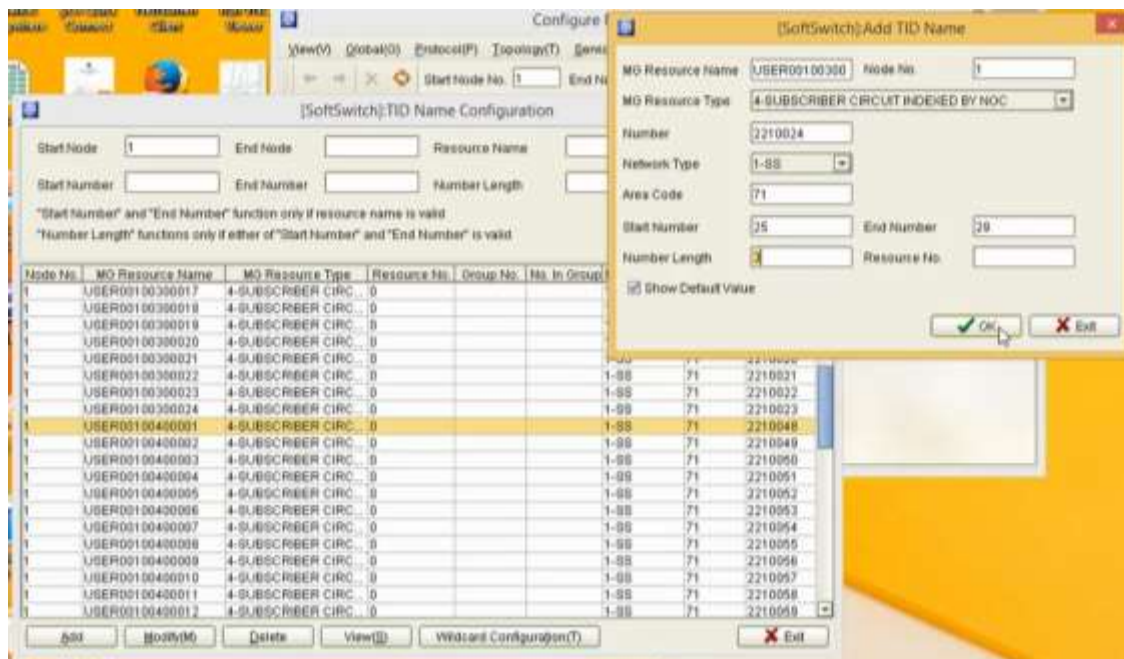 Configure
[SoftSwitch]:Add TID Name
View(V) Global(G) Protocol(P) Topology(T)
Start Node No. 1 End
MG Resource Name USER00100300 Node No. 1
MG Resource Type 4-SUBSCRIBER CIRCUIT INDEXED BY NOC
Number 2210024
Network Type 1-SS
Area Code 71
Start Number 25 End Number 29
Number Length 3 Resource No.
Show Default Value
OK Exit
[SoftSwitch]:TID Name Configuration
Start Node 1 End Node Resource Name
Start Number End Number Number Length
"Start Number" and "End Number" function only if resource name is valid
"Number Length" functions only if either of "Start Number" and "End Number" is valid
Node No. MG Resource Name MG Resource Type Resource No. Group No. No. In Group
1 USER00100300017 4-SUBSCRIBER CIRC... 0
1 USER00100300018 4-SUBSCRIBER CIRC... 0
1 USER00100300019 4-SUBSCRIBER CIRC... 0
1 USER00100300020 4-SUBSCRIBER CIRC... 0
1 USER00100300021 4-SUBSCRIBER CIRC... 0 1-SS 71 2210020
1 USER00100300022 4-SUBSCRIBER CIRC... 0 1-SS 71 2210021
1 USER00100300023 4-SUBSCRIBER CIRC... 0 1-SS 71 2210022
1 USER00100300024 4-SUBSCRIBER CIRC... 0 1-SS 71 2210023
1 USER00100400001 4-SUBSCRIBER CIRC... 0 1-SS 71 2210048
1 USER00100400002 4-SUBSCRIBER CIRC... 0 1-SS 71 2210049
1 USER00100400003 4-SUBSCRIBER CIRC... 0 1-SS 71 2210050
1 USER00100400004 4-SUBSCRIBER CIRC... 0 1-SS 71 2210051
1 USER00100400005 4-SUBSCRIBER CIRC... 0 1-SS 71 2210052
1 USER00100400006 4-SUBSCRIBER CIRC... 0 1-SS 71 2210053
1 USER00100400007 4-SUBSCRIBER CIRC... 0 1-SS 71 2210054
1 USER00100400008 4-SUBSCRIBER CIRC... 0 1-SS 71 2210055
1 USER00100400009 4-SUBSCRIBER CIRC... 0 1-SS 71 2210056
1 USER00100400010 4-SUBSCRIBER CIRC... 0 1-SS 71 2210057
1 USER00100400011 4-SUBSCRIBER CIRC... 0 1-SS 71 2210058
1 USER00100400012 4-SUBSCRIBER CIRC... 0 1-SS 71 2210059
Add Modify(M) Delete View(S) Wildcard Configuration(T) Exit